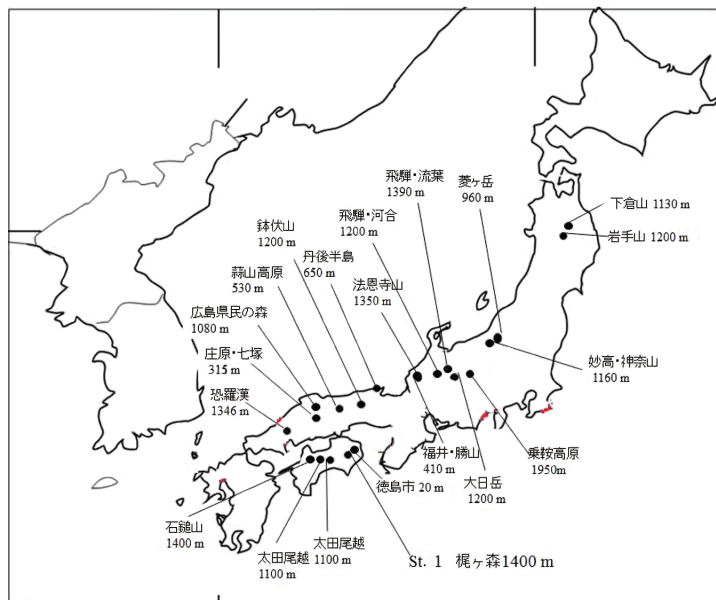 飛騨・流葉
1390 m
菱ヶ岳
960 m
下倉山 1130 m
岩手山 1200 m
鉢伏山
1200 m
飛騨・河合
1200 m
丹後半島
650 m
蒜山高原
530 m
法恩寺山
1350 m
広島県民の森
1080 m
庄原・七塚
315 m
恐羅漢
1346 m
妙高・神奈山
1160 m
福井・勝山
410 m
乗鞍高原
1950m
大日岳
1200 m
徳島市 20 m
石鎚山
1400 m
太田尾越
1100 m
太田尾越
1100 m
St. 1 梶ヶ森1400 m